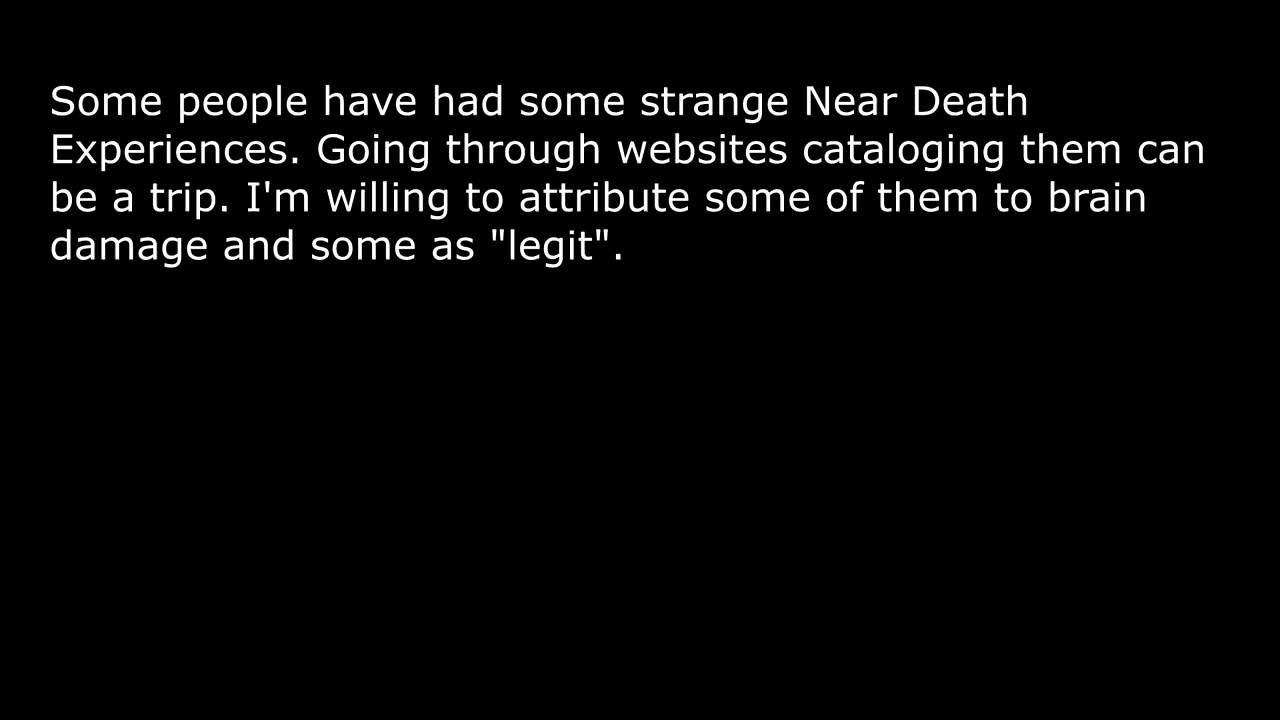 Some people have had some strange Near Death
Experiences. Going through websites cataloging them can
be a trip. I'm willing to attribute some of them to brain
damage and some as "legit".